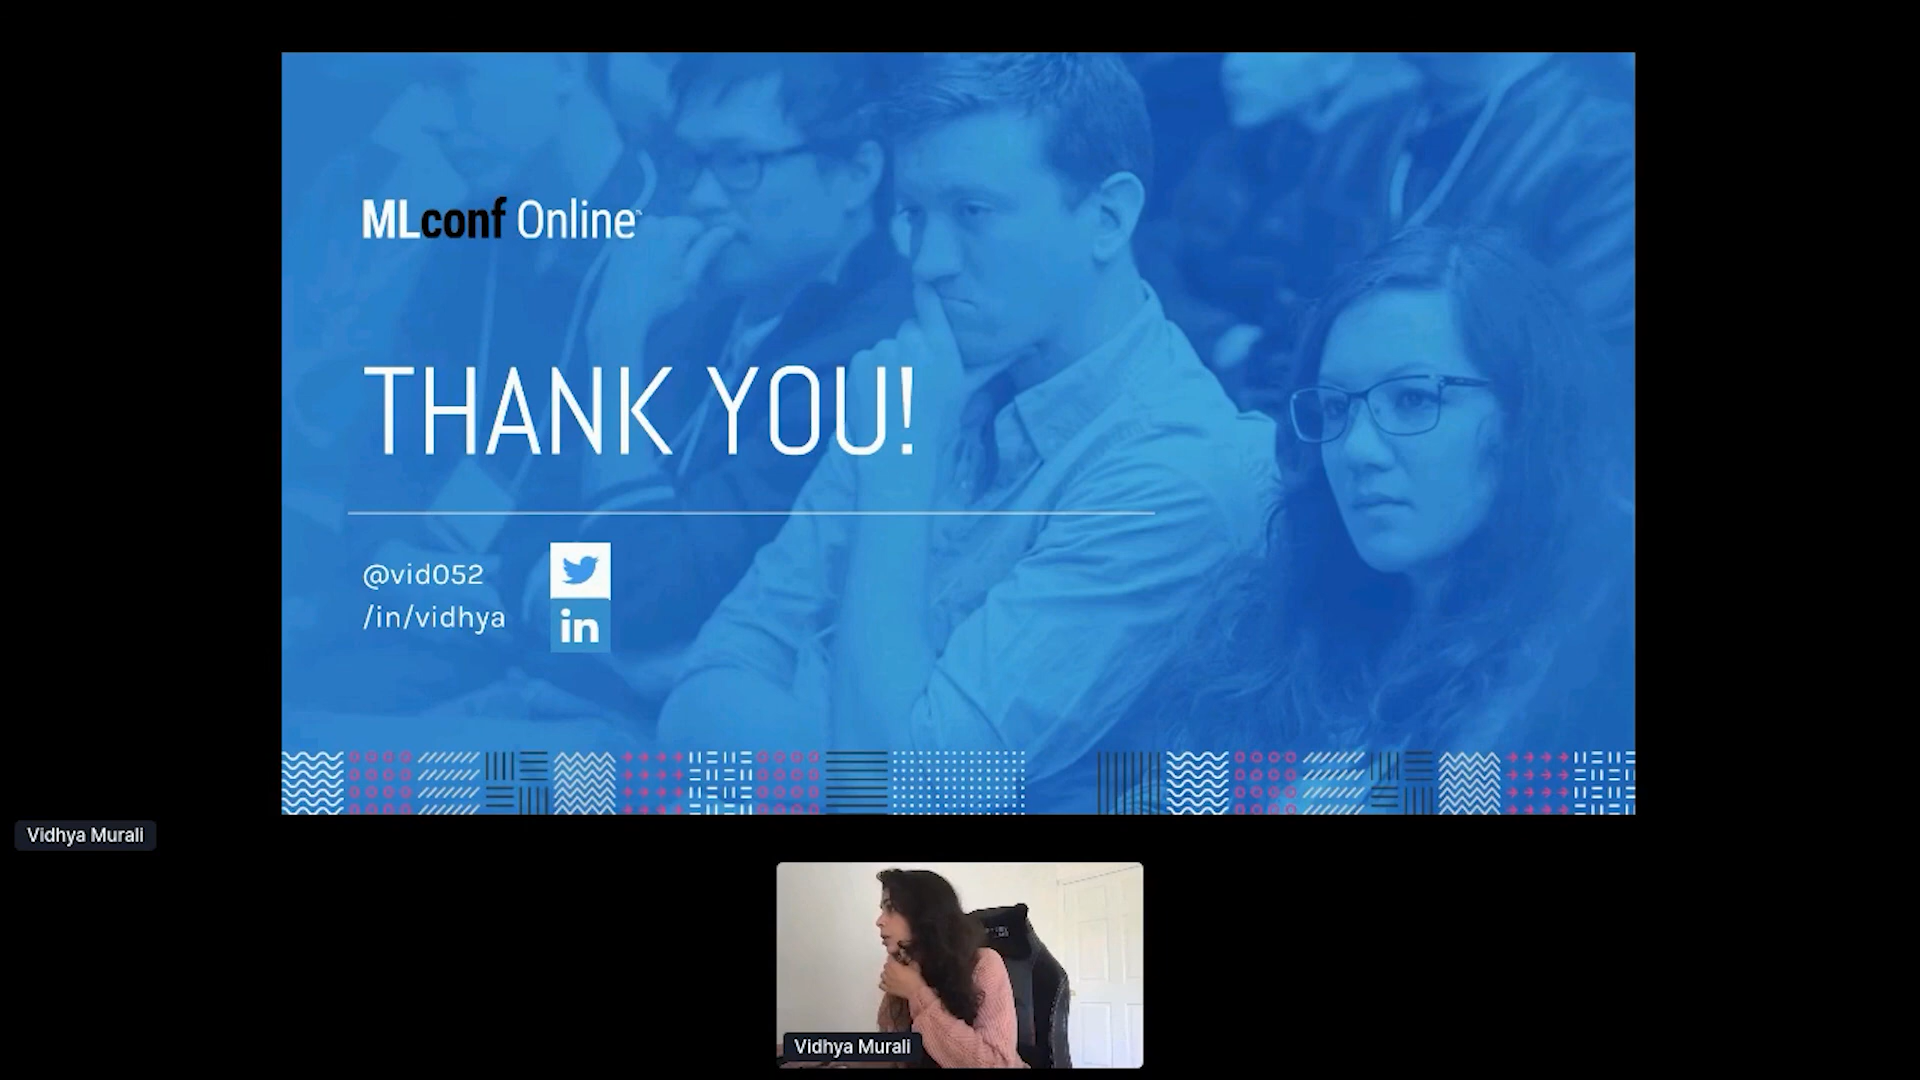 MLconf Online
THANK YOU!
@vid052
/in/vidhya
in
Vidhya Murali
Vidhya Murali